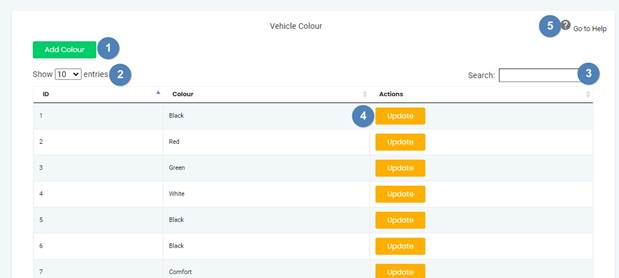 Vehicle Colour
5 ? Go to Help
Add Colour 1
Show 10 entries 2
Search: 3
ID Colour Actions
1 Black 4 Update
2 Red Update
3 Green Update
4 White Update
5 Black Update
6 Black Update
7 Comfort Update